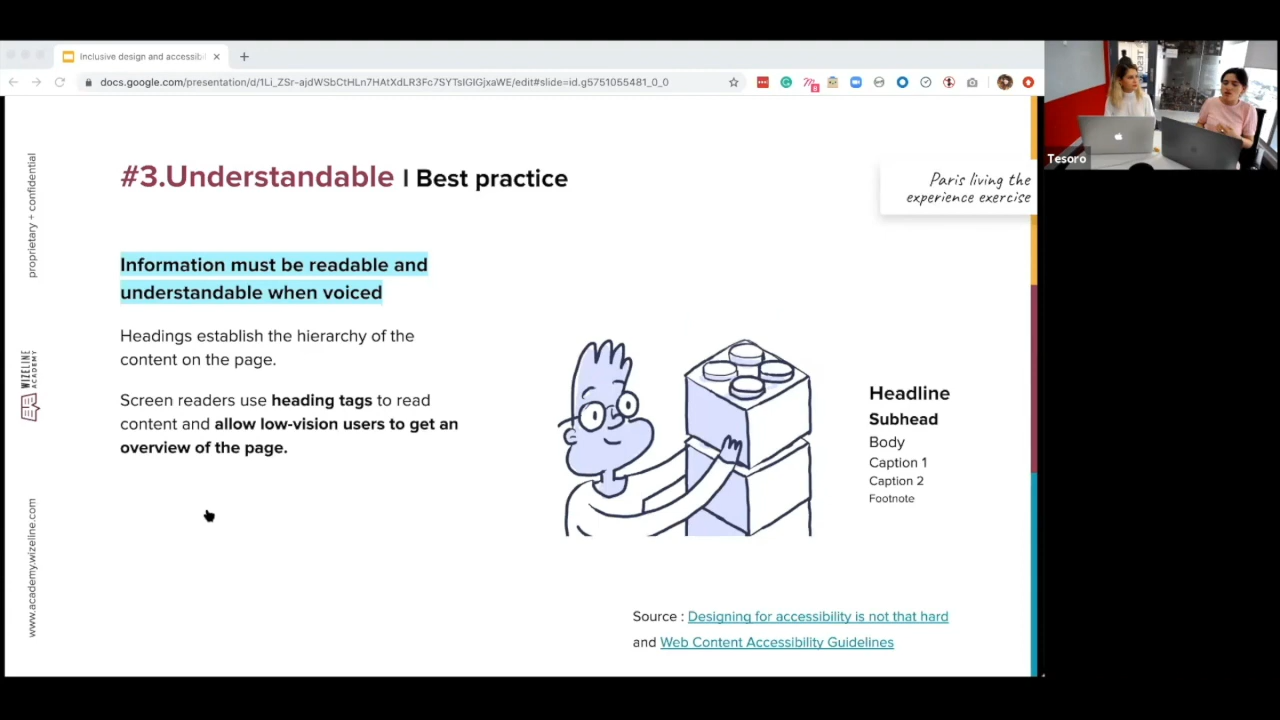 Inclusive design and accessibi
docs.google.com/presentation/d/1Li_ZSr-ajdWSbCtHLn7HAtXdLR3Fc7SYTsIGIGjxaWE/edit#slide=id.g5751055481_0_0
Tesoro
proprietary + confidential
WIZELINE
ACADEMY
www.academy.wizeline.com
#3.Understandable | Best practice
Paris living the
experience exercise
Information must be readable and
understandable when voiced
Headings establish the hierarchy of the
content on the page.
Screen readers use heading tags to read
content and allow low-vision users to get an
overview of the page.
Headline
Subhead
Body
Caption 1
Caption 2
Footnote
Source : Designing for accessibility is not that hard
and Web Content Accessibility Guidelines